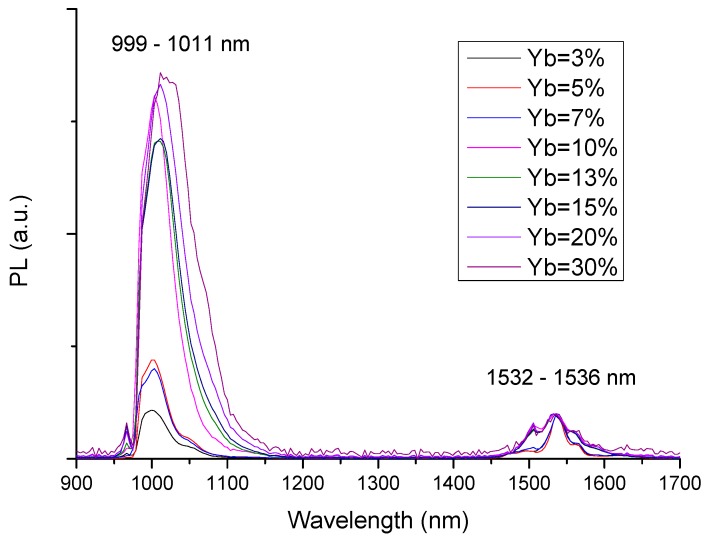 999 - 1011 nm
Yb=3%
Yb=5%
Yb=7%
Yb=10%
Yb=13%
Yb=15%
Yb=20%
Yb=30%
PL (a.u.)
1532 - 1536 nm
900 1000 1100 1200 1300 1400 1500 1600 1700
Wavelength (nm)